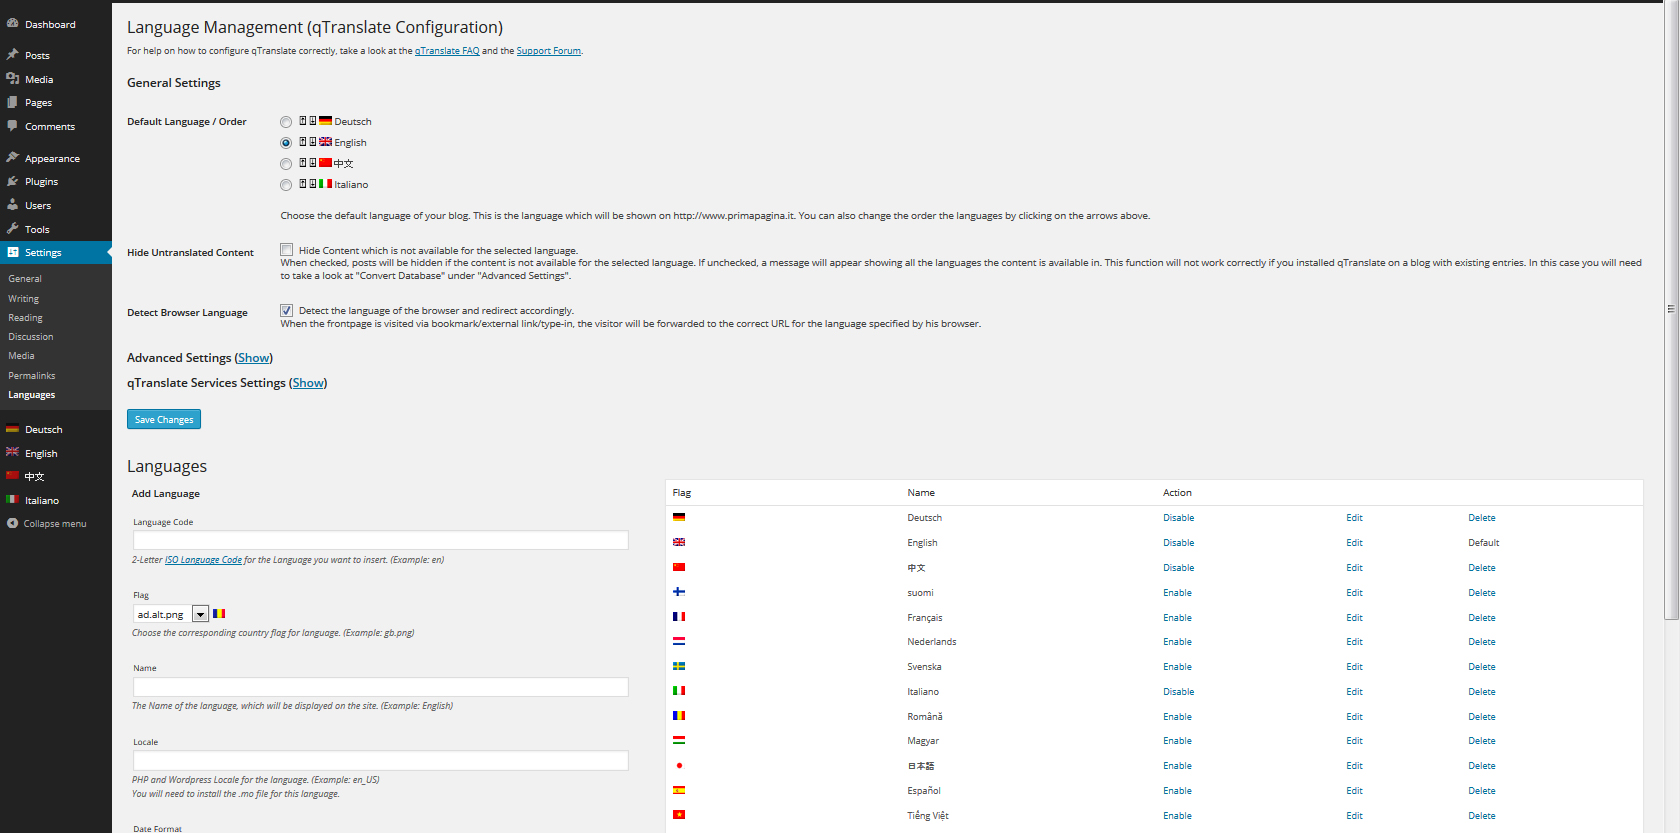 Dashboard
Posts
Media
Pages
Comments
Appearance
Plugins
Users
Tools
Settings
General
Writing
Reading
Discussion
Media
Permalinks
Languages
Deutsch
English
中文
Italiano
Collapse menu
Language Management (qTranslate Configuration)
For help on how to configure qTranslate correctly, take a look at the qTranslate FAQ and the Support Forum.
General Settings
Default Language / Order
Deutsch
English
中文
Italiano
Choose the default language of your blog. This is the language which will be shown on http://www.primapagina.it. You can also change the order the languages by clicking on the arrows above.
Hide Untranslated Content
Hide Content which is not available for the selected language.
When checked, posts will be hidden if the content is not available for the selected language. If unchecked, a message will appear showing all the languages the content is available in. This function will not work correctly if you installed qTranslate on a blog with existing entries. In this case you will need
to take a look at "Convert Database" under "Advanced Settings".
Detect Browser Language
Detect the language of the browser and redirect accordingly.
When the frontpage is visited via bookmark/external link/type-in, the visitor will be forwarded to the correct URL for the language specified by his browser.
Advanced Settings (Show)
qTranslate Services Settings (Show)
Save Changes
Languages
Add Language
Language Code
2-Letter ISO Language Code for the Language you want to insert. (Example: en)
Flag
ad.alt.png
Choose the corresponding country flag for language. (Example: gb.png)
Name
The Name of the language, which will be displayed on the site. (Example: English)
Locale
PHP and Wordpress Locale for the language. (Example: en_US)
You will need to install the .mo file for this language.
Date Format
Flag Name Action
Deutsch Disable Edit Delete
English Disable Edit Default
中文 Disable Edit Delete
suomi Enable Edit Delete
Français Enable Edit Delete
Nederlands Enable Edit Delete
Svenska Enable Edit Delete
Italiano Disable Edit Delete
Română Enable Edit Delete
Magyar Enable Edit Delete
日本語 Enable Edit Delete
Español Enable Edit Delete
Tiếng Việt Enable Edit Delete